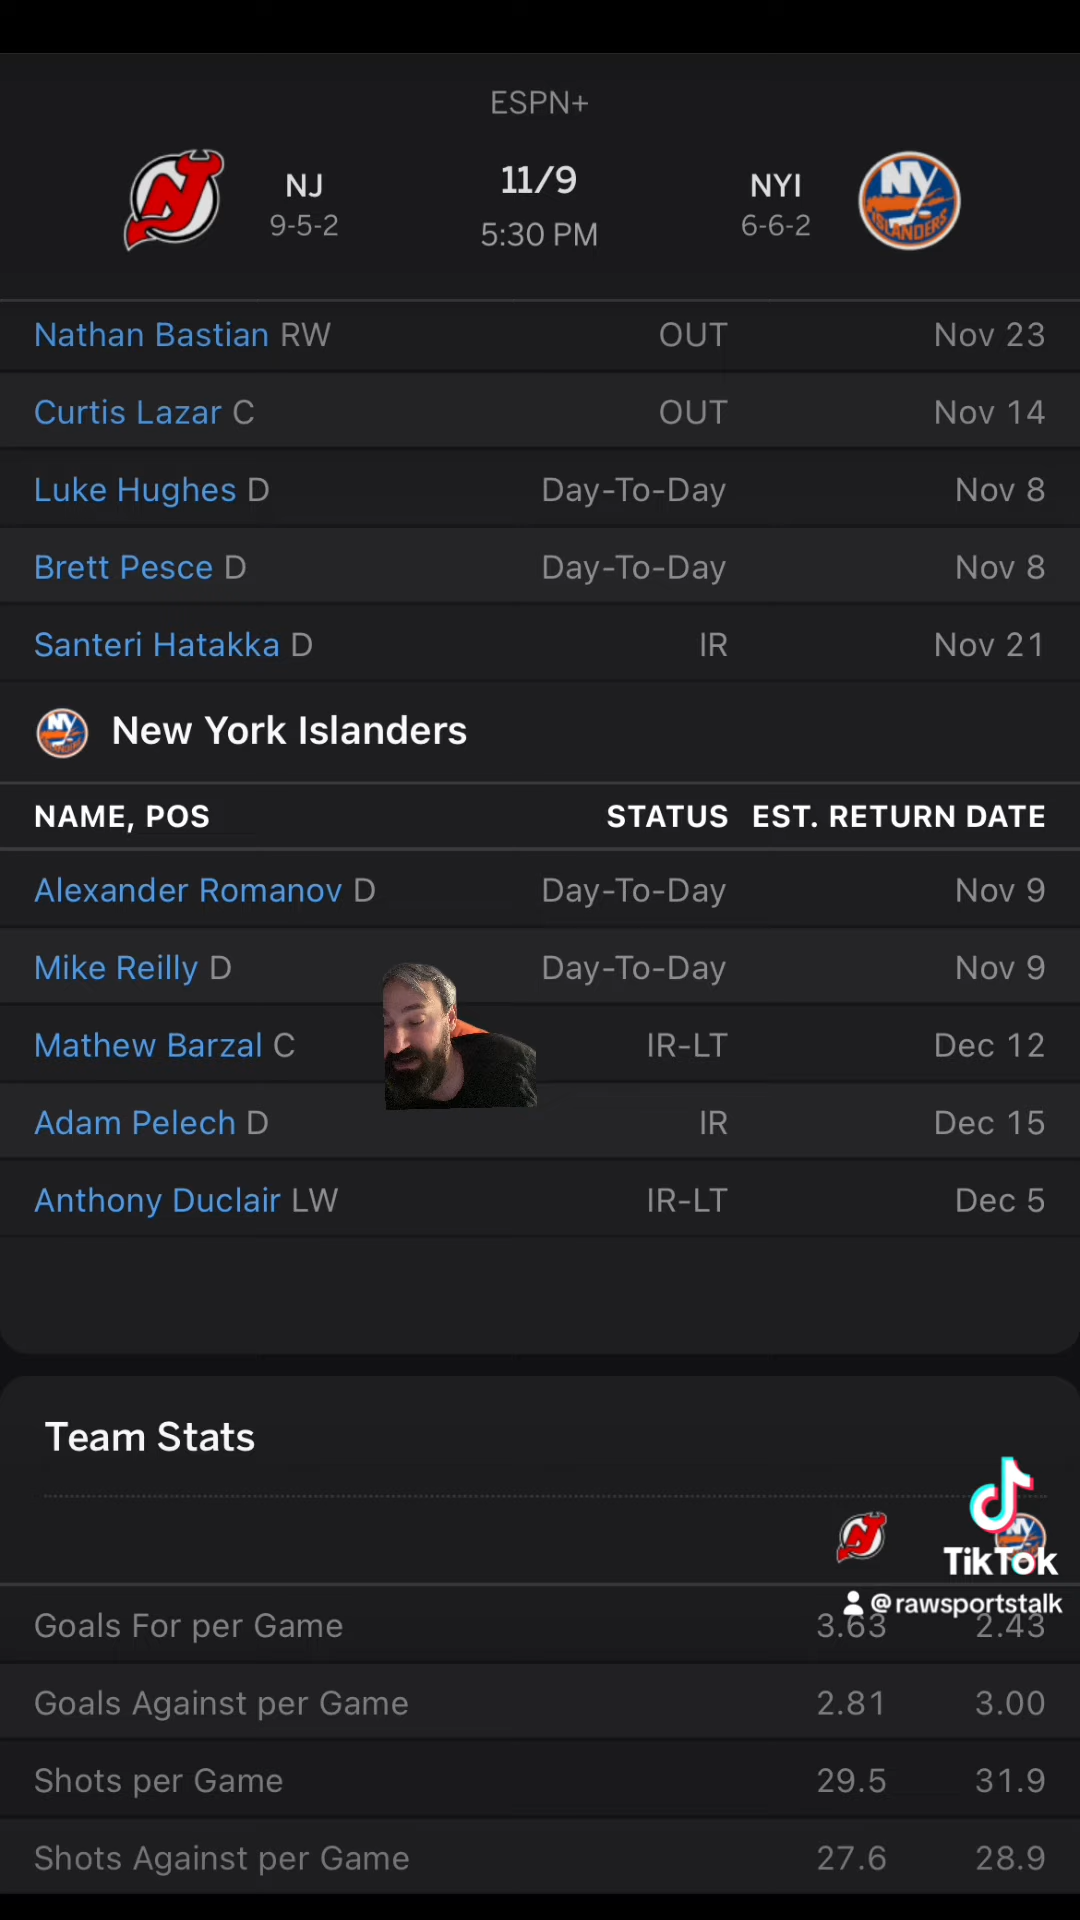 ESPN+
NJ
9-5-2
11/9
5:30 PM
NYI
6-6-2
NY
ISLANDERS
Nathan Bastian RW OUT Nov 23
Curtis Lazar C OUT Nov 14
Luke Hughes D Day-To-Day Nov 8
Brett Pesce D Day-To-Day Nov 8
Santeri Hatakka D IR Nov 21
NY
New York Islanders
NAME, POS STATUS EST. RETURN DATE
Alexander Romanov D Day-To-Day Nov 9
Mike Reilly D Day-To-Day Nov 9
Mathew Barzal C IR-LT Dec 12
Adam Pelech D IR Dec 15
Anthony Duclair LW IR-LT Dec 5
Team Stats
NY
TikTok
@rawsportstalk
Goals For per Game 3.63 2.43
Goals Against per Game 2.81 3.00
Shots per Game 29.5 31.9
Shots Against per Game 27.6 28.9